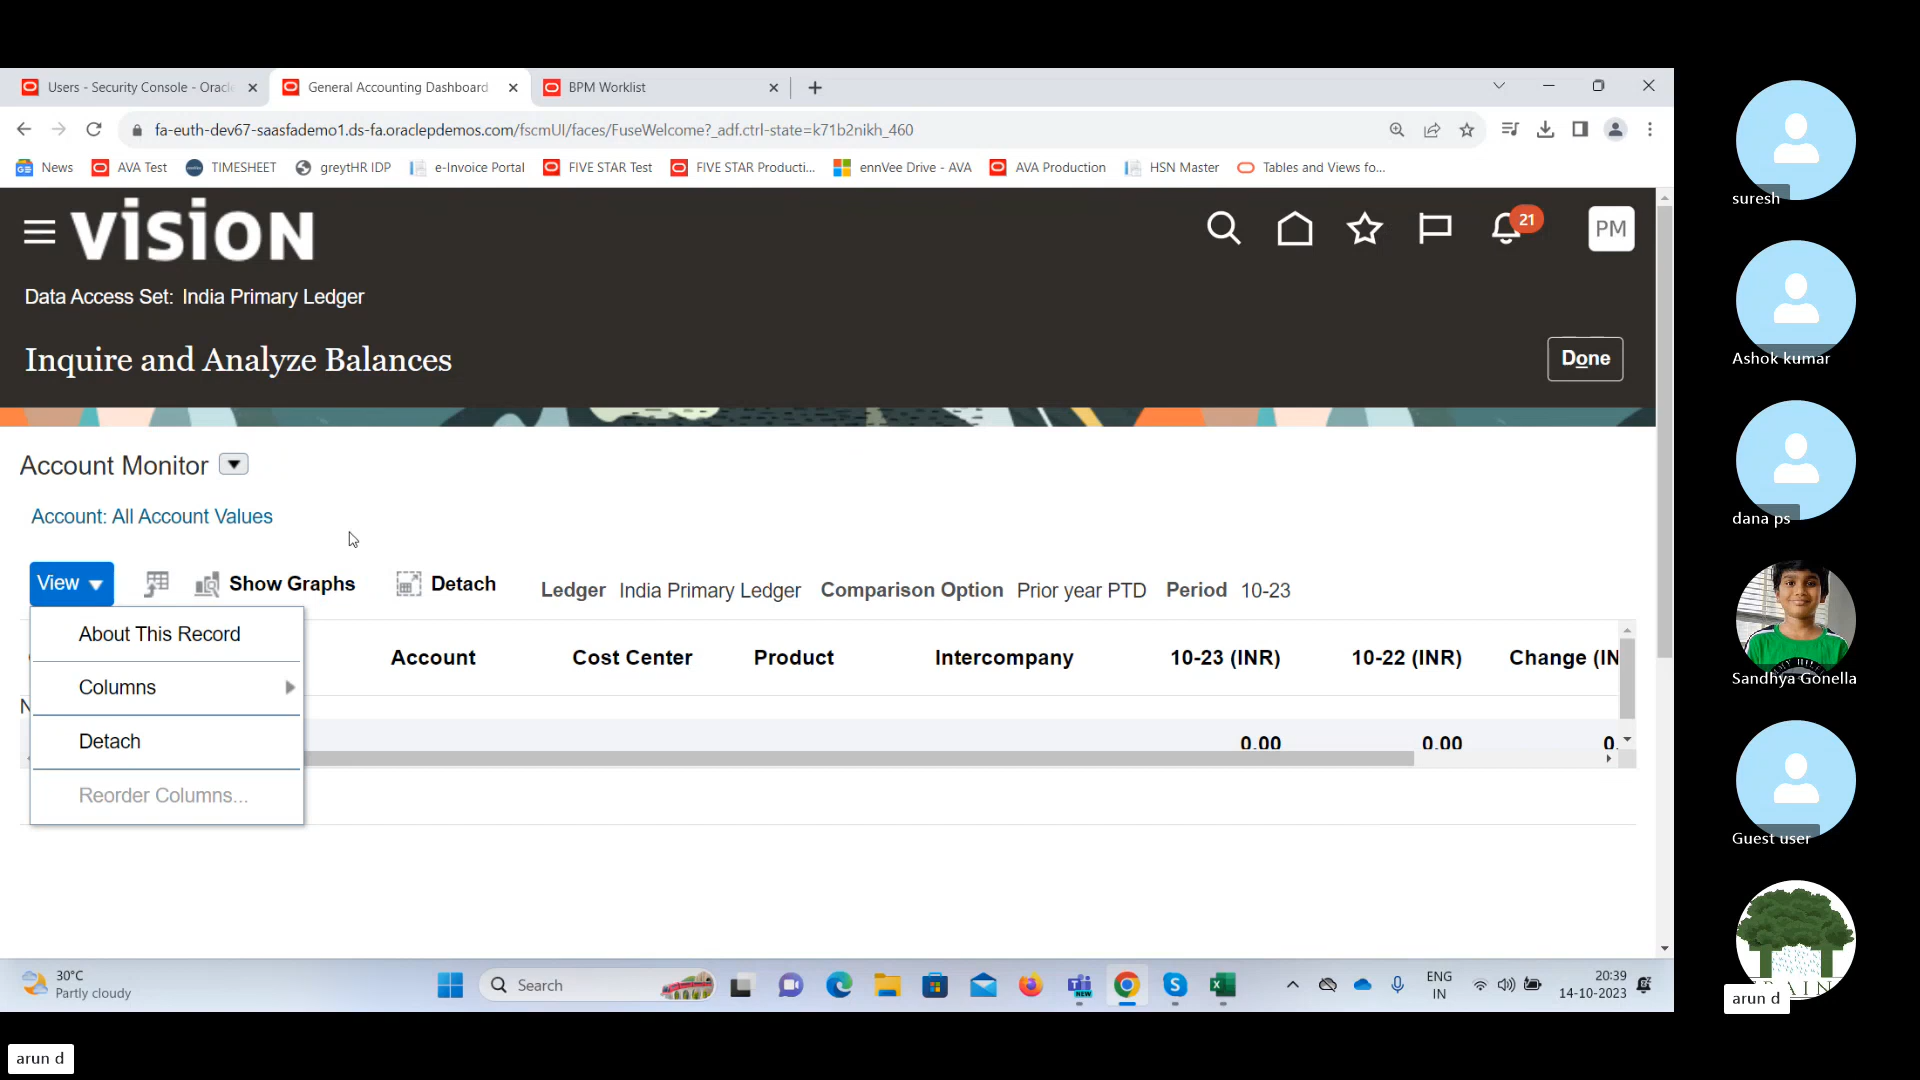 Users - Security Console - Oracl
General Accounting Dashboard
BPM Worklist
fa-euth-dev67-saasfademo1.ds-fa.oraclepdemos.com/fscmUI/faces/FuseWelcome?_adf.ctrl-state=k71b2nikh_460
News
AVA Test
TIMESHEET
greytHR IDP
e-Invoice Portal
FIVE STAR Test
FIVE STAR Producti...
ennVee Drive - AVA
AVA Production
HSN Master
Tables and Views fo...
VISION
21
PM
Data Access Set: India Primary Ledger
Inquire and Analyze Balances
Done
Account Monitor
Account: All Account Values
View
Show Graphs
Detach
Ledger India Primary Ledger Comparison Option Prior year PTD Period 10-23
About This Record
Columns
Detach
Reorder Columns...
Account
Cost Center
Product
Intercompany
10-23 (INR)
10-22 (INR)
Change (IN
N
0.00
0.00
0.
30°C
Partly cloudy
Search
NEW
ENG
IN
20:39
14-10-2023
suresh
Ashok kumar
dana ps
Sandhya Gonella
Guest user
arun d
arun d